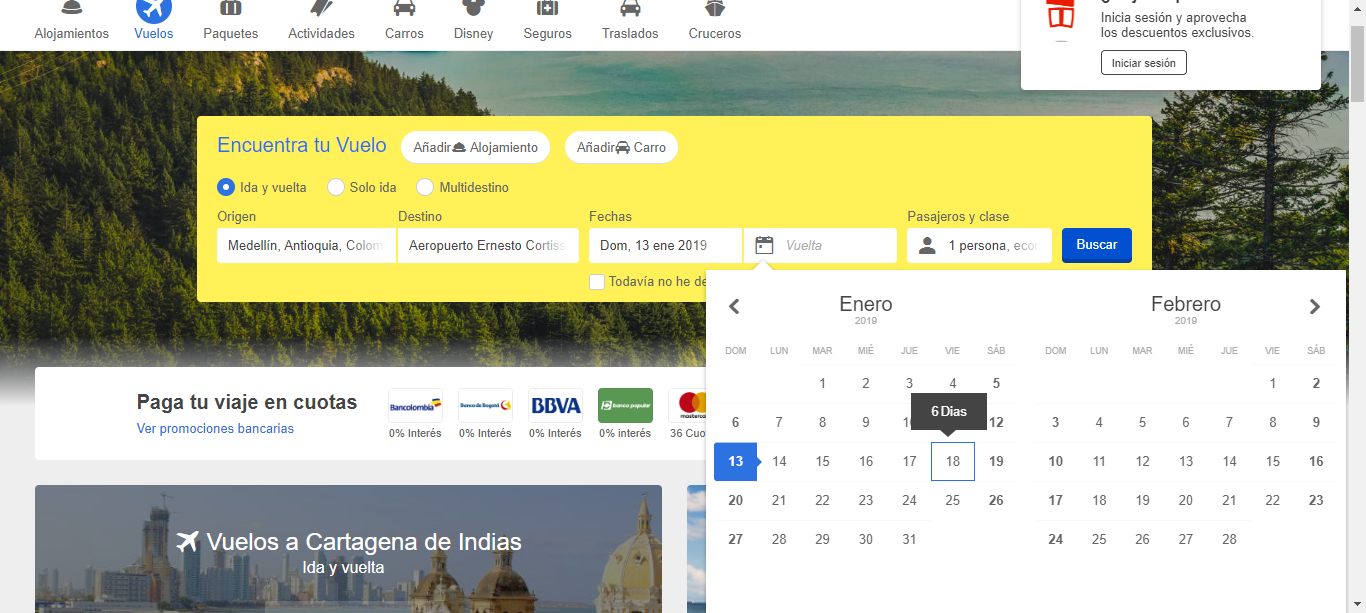 Alojamientos Vuelos Paquetes Actividades Carros Disney Seguros Traslados Cruceros
Inicia sesión y aprovecha
los descuentos exclusivos.
Iniciar sesión
Encuentra tu Vuelo Añadir Alojamiento Añadir Carro
Ida y vuelta Solo ida Multidestino
Origen Destino Fechas Pasajeros y clase
Medellín, Antioquia, Colom Aeropuerto Ernesto Cortiss Dom, 13 ene 2019 Vuelta 1 persona, econ Buscar
Todavía no he de
Enero Febrero
2019 2019
DOM LUN MAR MIÉ JUE VIE SÁB DOM LUN MAR MIÉ JUE VIE SÁB
1 2 3 4 5 1 2
6 Dias
6 7 8 9 12 3 4 5 6 7 8 9
13 14 15 16 17 18 19 10 11 12 13 14 15 16
20 21 22 23 24 25 26 17 18 19 20 21 22 23
27 28 29 30 31 24 25 26 27 28
Paga tu viaje en cuotas
Ver promociones bancarias
Bancolombia Banco de Bogotá BBVA banco popular masterca
0% Interés 0% Interés 0% Interés 0% interés 36 Cuo
Vuelos a Cartagena de Indias
Ida y vuelta